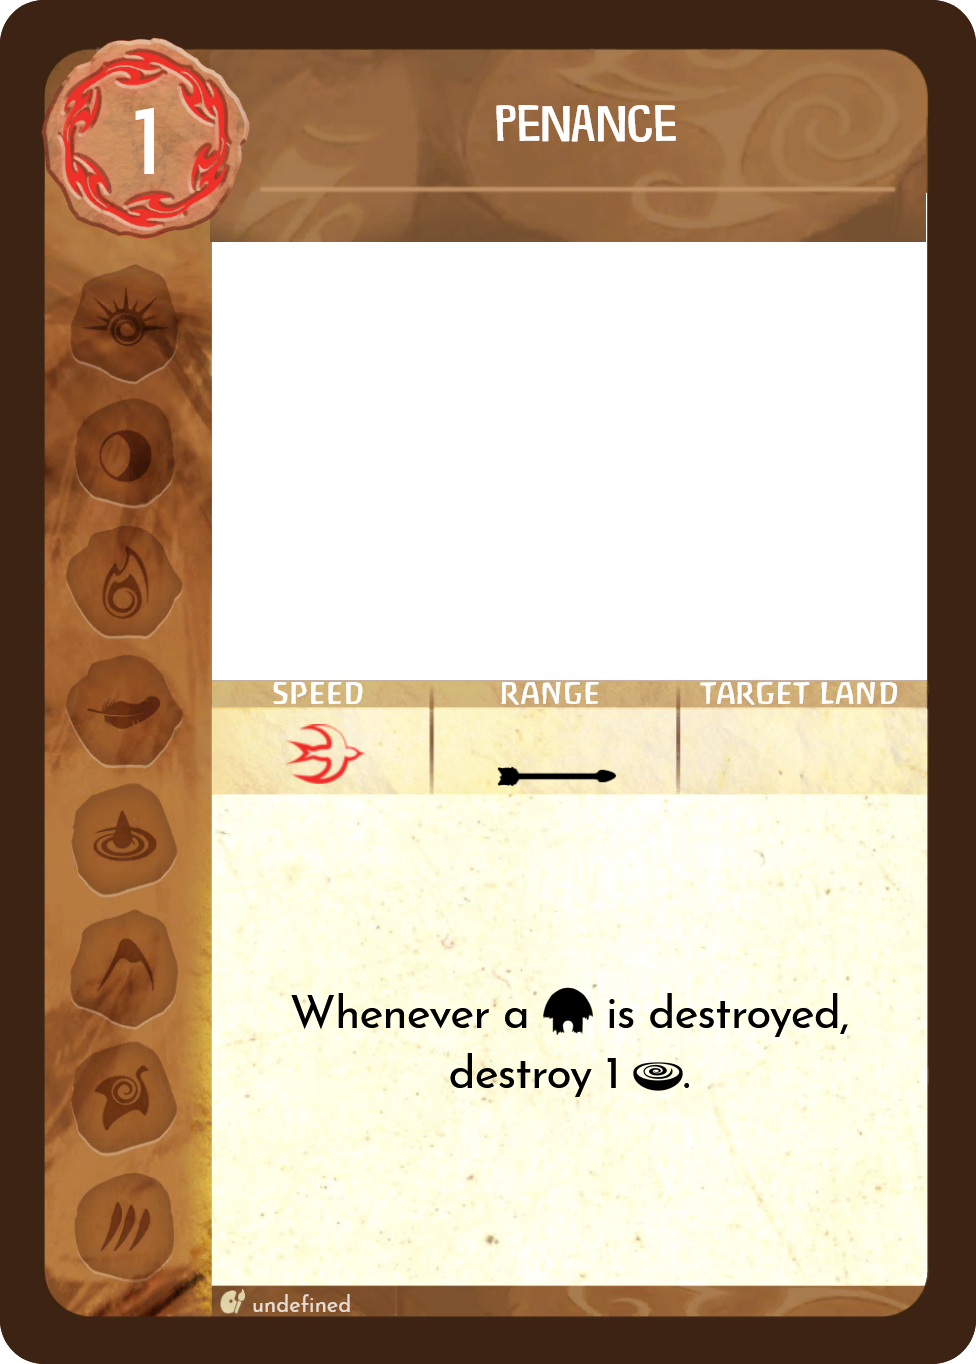 1
PENANCE
SPEED RANGE TARGET LAND
Whenever a is destroyed,
destroy 1 .
undefined